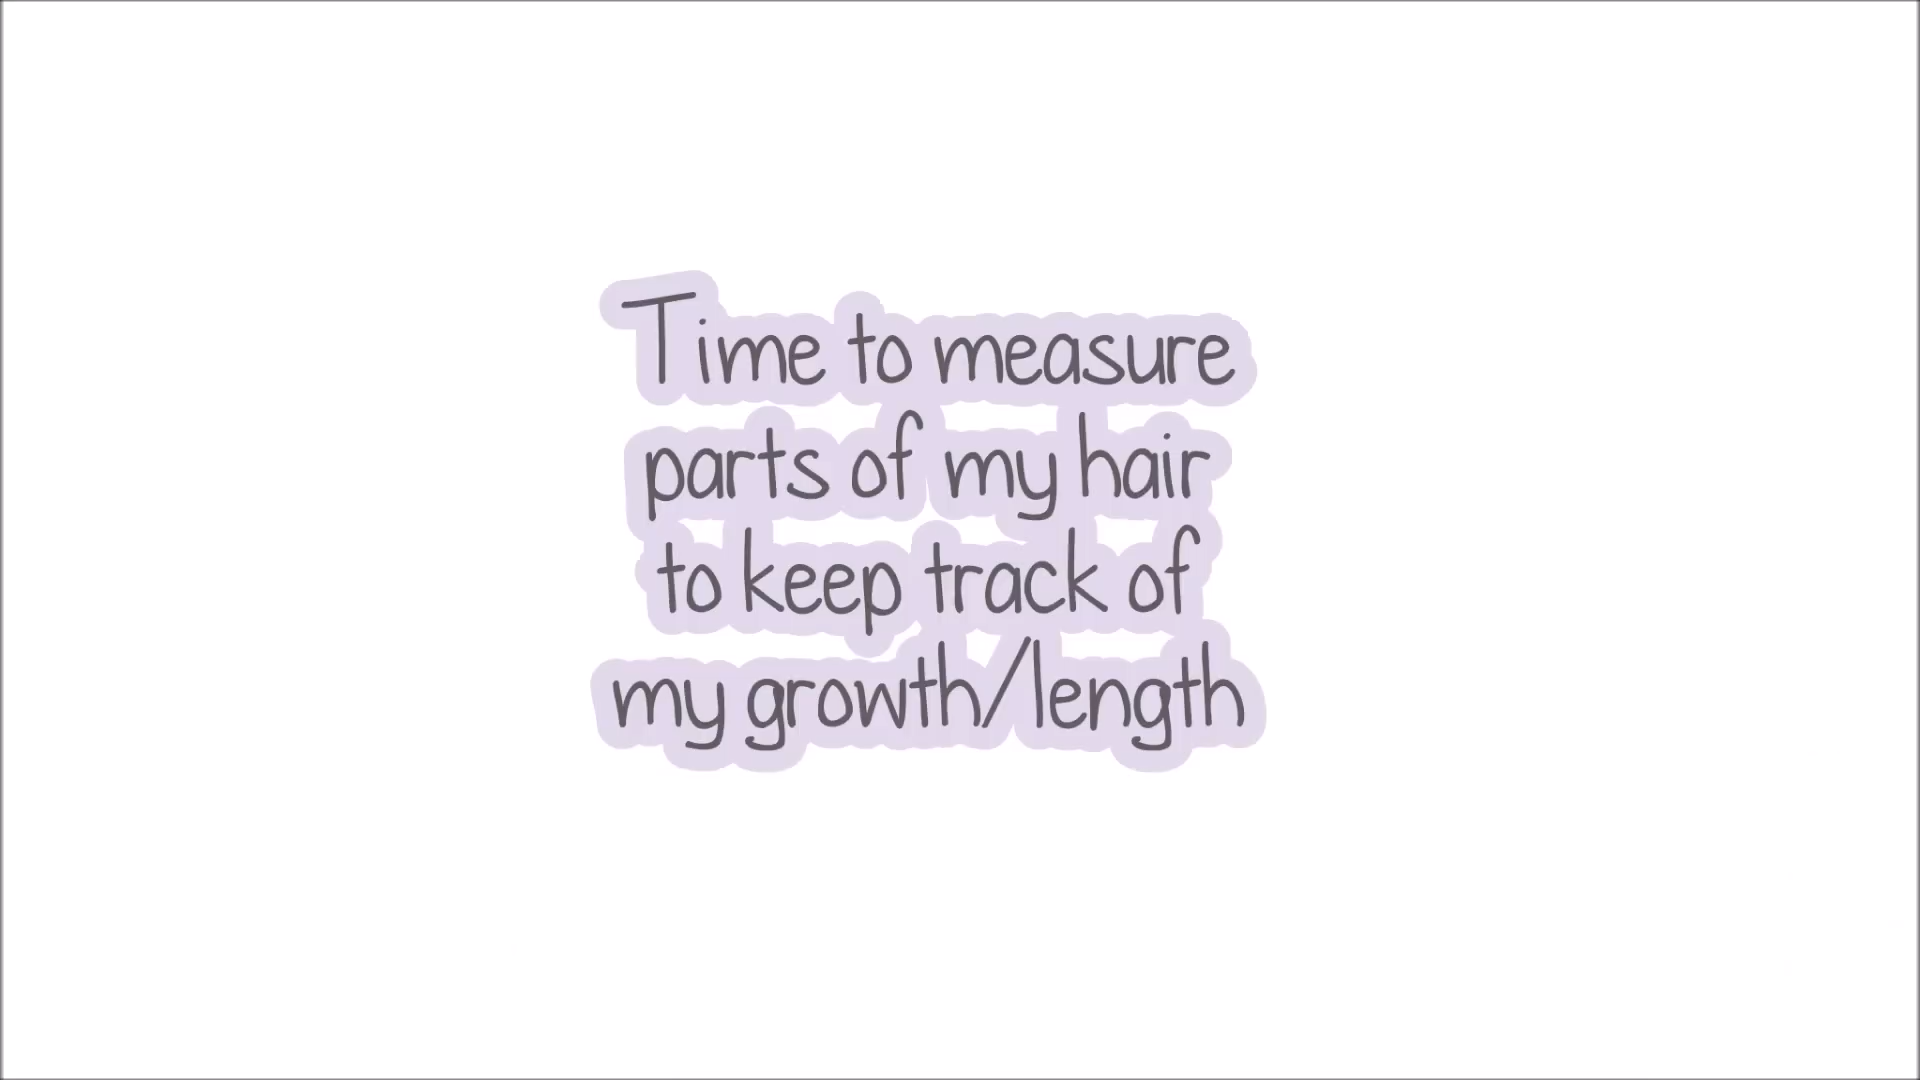 Time to measure
parts of my hair
to keep track of
my growth/length